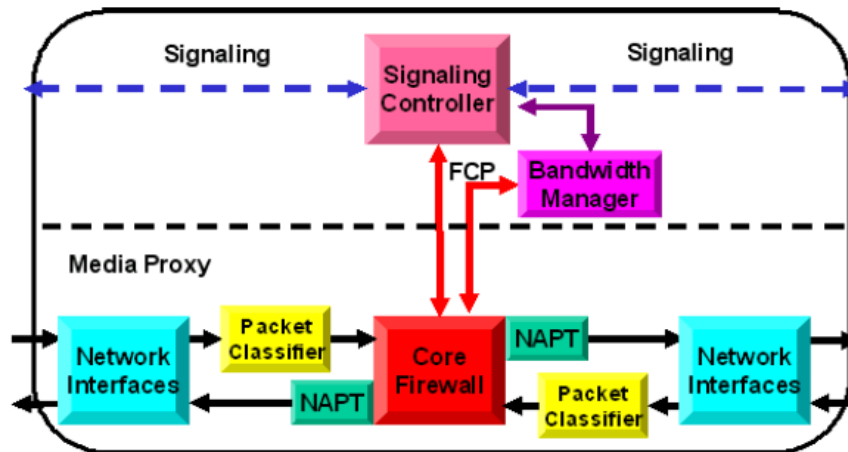 Signaling
Signaling
Signaling
Controller
FCP
Bandwidth
Manager
Media Proxy
Network
Interfaces
Packet
Classifier
Core
Firewall
NAPT
Network
Interfaces
NAPT
Packet
Classifier